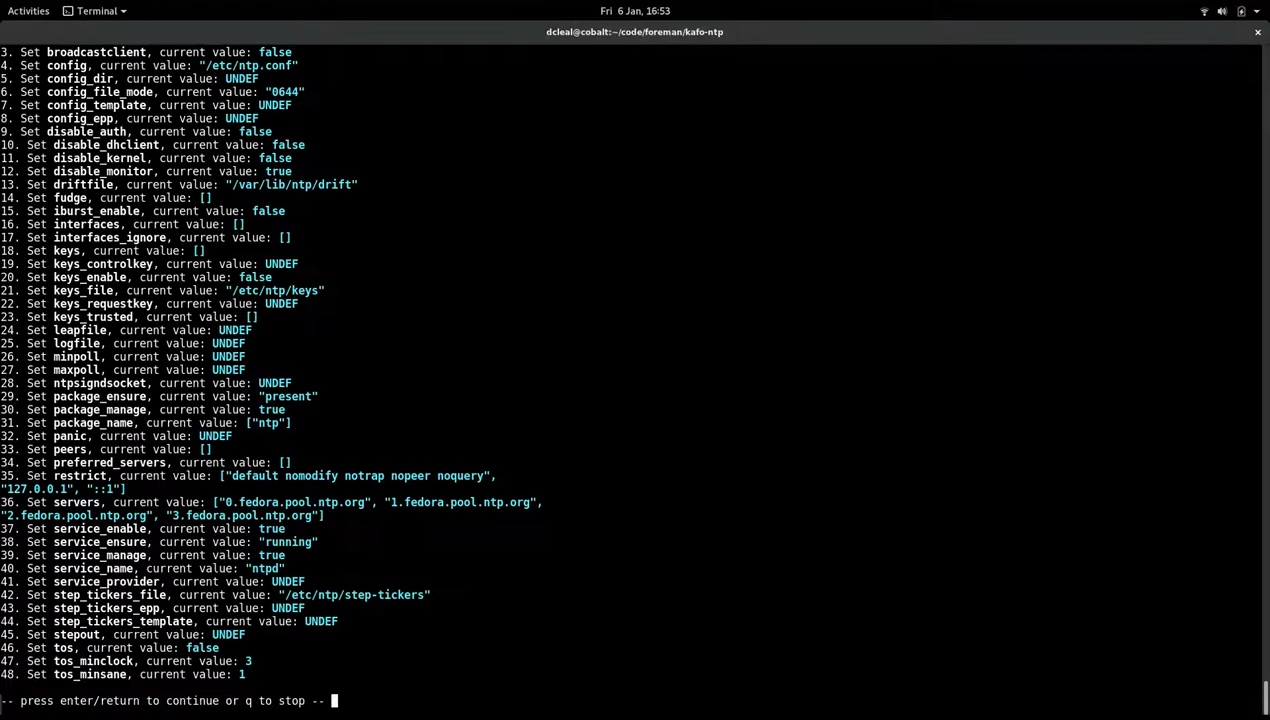 Activities
Terminal
Fri 6 Jan, 16:53
dcleal@cobalt:~/code/foreman/kafo-ntp
3. Set broadcastclient, current value: false
4. Set config, current value: "/etc/ntp.conf"
5. Set config_dir, current value: UNDEF
6. Set config_file_mode, current value: "0644"
7. Set config_template, current value: UNDEF
8. Set config_epp, current value: UNDEF
9. Set disable_auth, current value: false
10. Set disable_dhclient, current value: false
11. Set disable_kernel, current value: false
12. Set disable_monitor, current value: true
13. Set driftfile, current value: "/var/lib/ntp/drift"
14. Set fudge, current value: []
15. Set iburst_enable, current value: false
16. Set interfaces, current value: []
17. Set interfaces_ignore, current value: []
18. Set keys, current value: []
19. Set keys_controlkey, current value: UNDEF
20. Set keys_enable, current value: false
21. Set keys_file, current value: "/etc/ntp/keys"
22. Set keys_requestkey, current value: UNDEF
23. Set keys_trusted, current value: []
24. Set leapfile, current value: UNDEF
25. Set logfile, current value: UNDEF
26. Set minpoll, current value: UNDEF
27. Set maxpoll, current value: UNDEF
28. Set ntpsigndsocket, current value: UNDEF
29. Set package_ensure, current value: "present"
30. Set package_manage, current value: true
31. Set package_name, current value: ["ntp"]
32. Set panic, current value: UNDEF
33. Set peers, current value: []
34. Set preferred_servers, current value: []
35. Set restrict, current value: ["default nomodify notrap nopeer noquery",
"127.0.0.1", "::1"]
36. Set servers, current value: ["0.fedora.pool.ntp.org", "1.fedora.pool.ntp.org",
"2.fedora.pool.ntp.org", "3.fedora.pool.ntp.org"]
37. Set service_enable, current value: true
38. Set service_ensure, current value: "running"
39. Set service_manage, current value: true
40. Set service_name, current value: "ntpd"
41. Set service_provider, current value: UNDEF
42. Set step_tickers_file, current value: "/etc/ntp/step-tickers"
43. Set step_tickers_epp, current value: UNDEF
44. Set step_tickers_template, current value: UNDEF
45. Set stepout, current value: UNDEF
46. Set tos, current value: false
47. Set tos_minclock, current value: 3
48. Set tos_minsane, current value: 1
-- press enter/return to continue or q to stop --